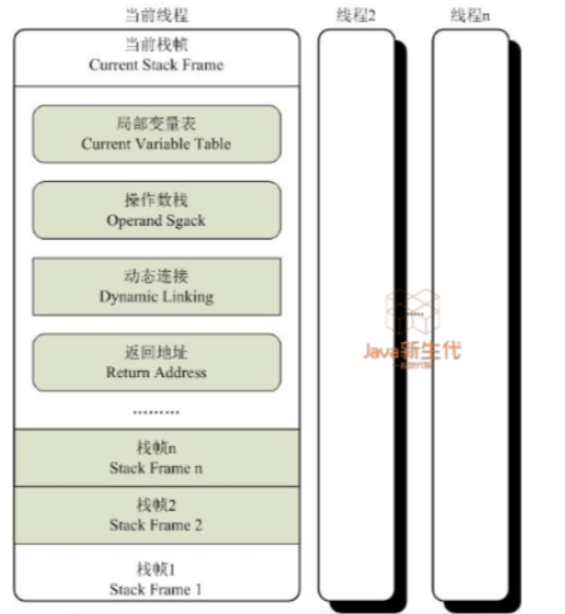 当前线程
线程2
线程n
当前栈帧
Current Stack Frame
局部变量表
Current Variable Table
操作数栈
Operand Sgack
动态连接
Dynamic Linking
返回地址
Return Address
.........
栈帧n
Stack Frame n
栈帧2
Stack Frame 2
栈帧1
Stack Frame 1
......
Java新生代